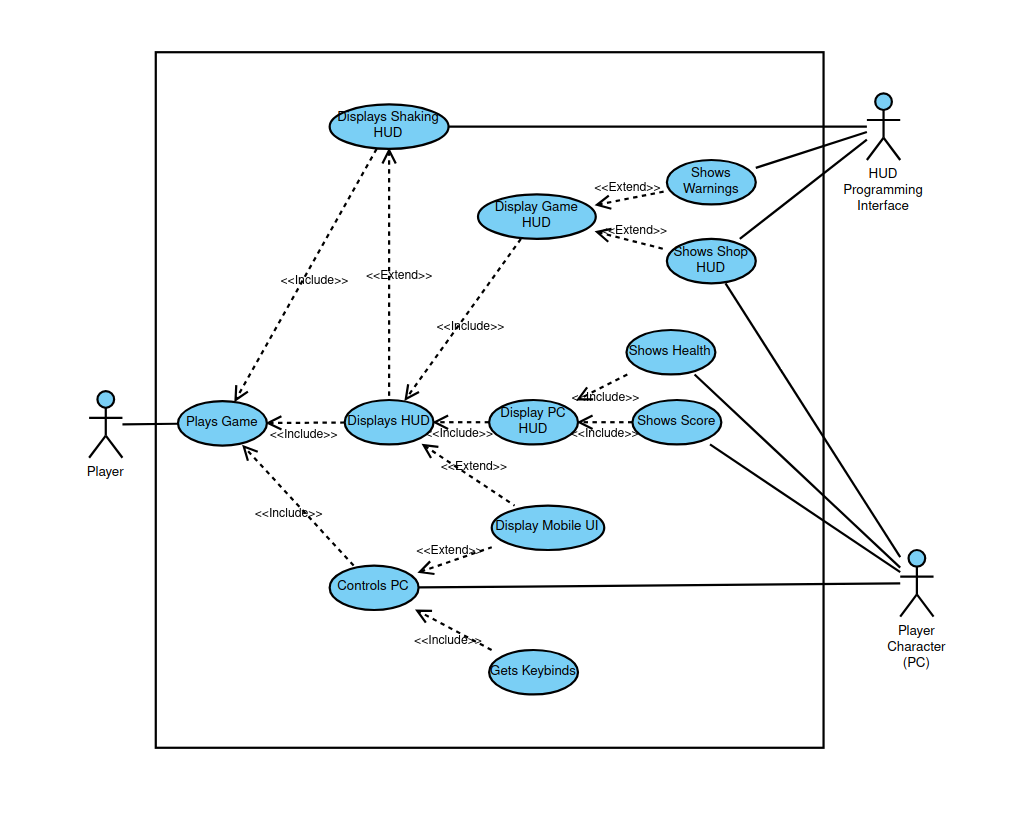 Displays Shaking
HUD
HUD
Programming
Interface
Shows
Warnings
<<Extend>>
Display Game
HUD
<<Extend>>
Shows Shop
HUD
<<Include>>
<<Extend>>
<<Include>>
Shows Health
<<Include>>
Plays Game
<<Include>>
Displays HUD
<<Include>>
Display PC
HUD
<<Include>>
Shows Score
Player
<<Extend>>
<<Include>>
Display Mobile UI
<<Extend>>
Controls PC
<<Include>>
Gets Keybinds
Player
Character
(PC)